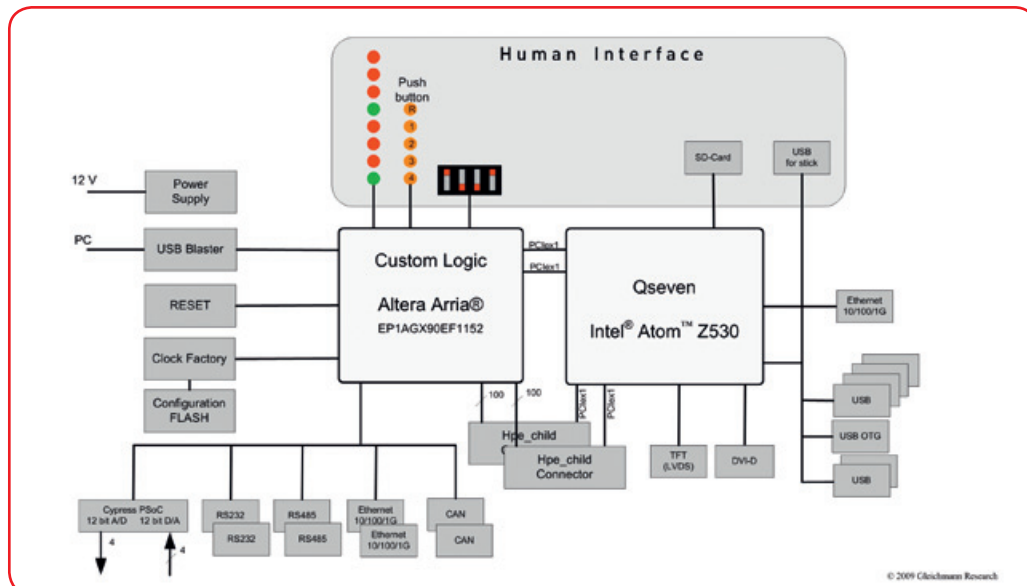 Human Interface
Push
button
R
1
2
3
4
SD-Card
USB
for stick
12 V
Power
Supply
PC
USB Blaster
RESET
Clock Factory
Configuration
FLASH
Custom Logic
Altera Arria®
EP1AGX90EF1152
PCIex1
PCIex1
Qseven
Intel® Atom™ Z530
Ethernet
10/100/1G
USB
USB OTG
USB
100
100
PCIex1
PCIex1
Hpe_child
Hpe_child
Connector
TFT
(LVDS)
DVI-D
Cypress PSoC
12 bit A/D 12 bit D/A
4
4
RS232
RS232
RS485
RS485
Ethernet
10/100/1G
Ethernet
10/100/1G
CAN
CAN
© 2009 Gleichmann Research